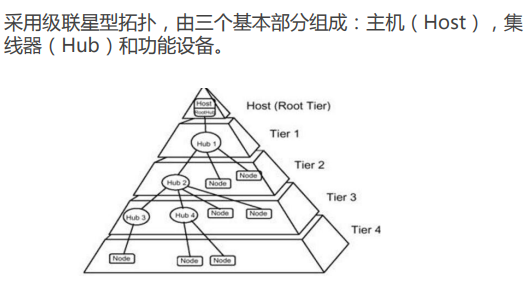 采用级联星型拓扑，由三个基本部分组成：主机（Host），集
线器（Hub）和功能设备。
Host
RootHub
Host (Root Tier)
Tier 1
Hub 1
Tier 2
Node
Hub 2
Node
Tier 3
Hub 3
Hub 4
Node
Node
Tier 4
Node
Node
Node